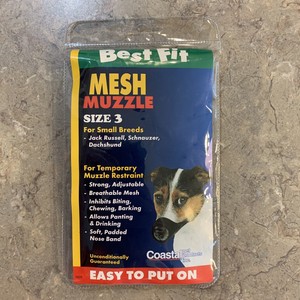 Best Fit
MESH
MUZZLE
SIZE 3
For Small Breeds
- Jack Russell, Schnauzer,
Dachshund
For Temporary
Muzzle Restraint
- Strong, Adjustable
- Breathable Mesh
- Inhibits Biting,
Chewing, Barking
- Allows Panting
& Drinking
- Soft, Padded
Nose Band
Coastal
Unconditionally
Guaranteed
EASY TO PUT ON